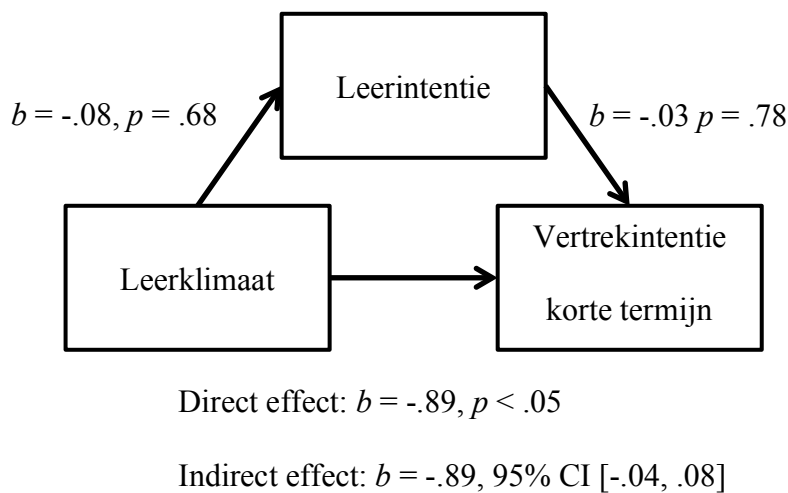 Leerintentie
b = -.08, p = .68
b = -.03 p = .78
Leerklimaat
Vertrekintentie
korte termijn
Direct effect: b = -.89, p < .05
Indirect effect: b = -.89, 95% CI [-.04, .08]